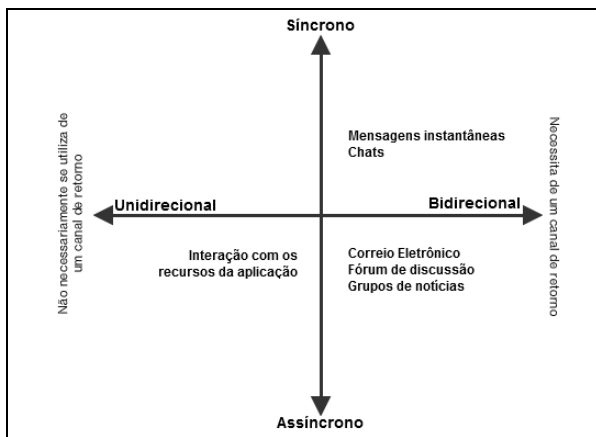 Síncrono
Mensagens instantâneas
Chats
Não necessariamente se utiliza de
um canal de retorno
Unidirecional
Bidirecional
Necessita de um canal de retorno
Interação com os
recursos da aplicação
Correio Eletrônico
Fórum de discussão
Grupos de notícias
Assíncrono